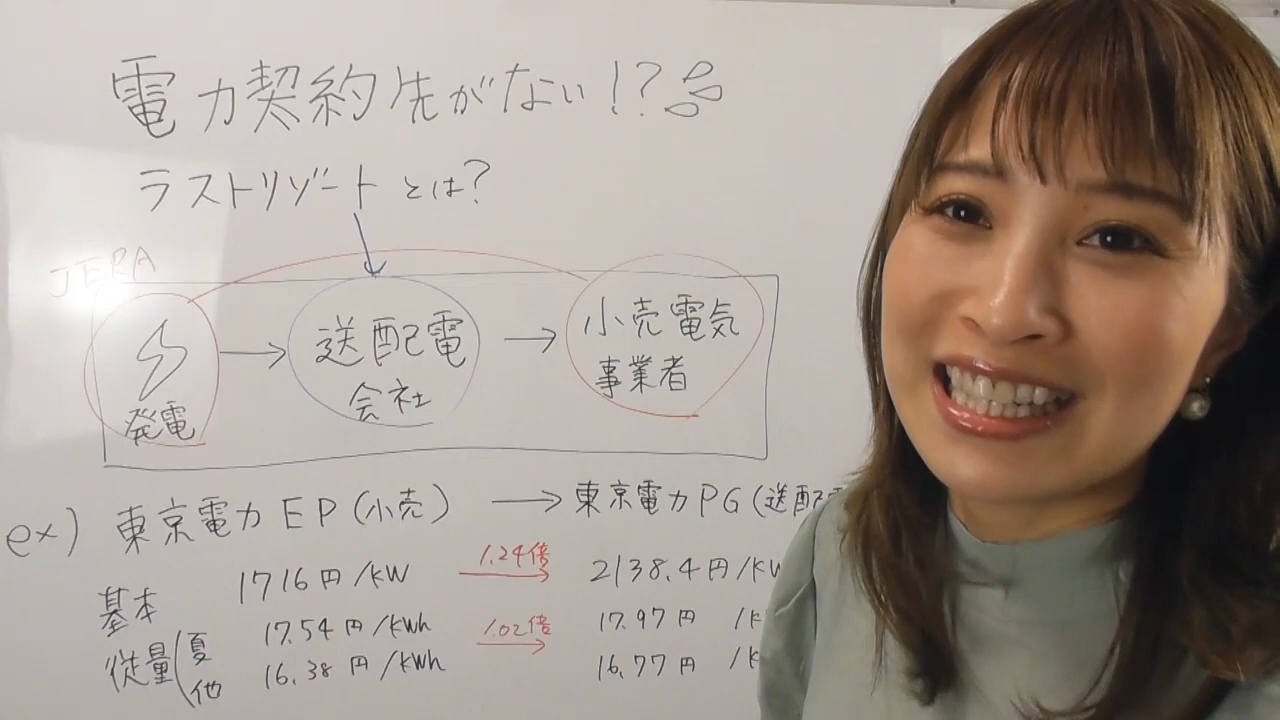 電力契約先がない!?
ラストリゾートとは?
JERA
発電
→
送配電
会社
→
小売電気
事業者
ex) 東京電力EP(小売) → 東京電力PG(送配電
基本 1716円/kW 1.24倍 2138.4円/kW
従量(夏 17.54円/kWh 1.02倍 17.97円 /k
他 16.38円/kWh 16.77円 /k